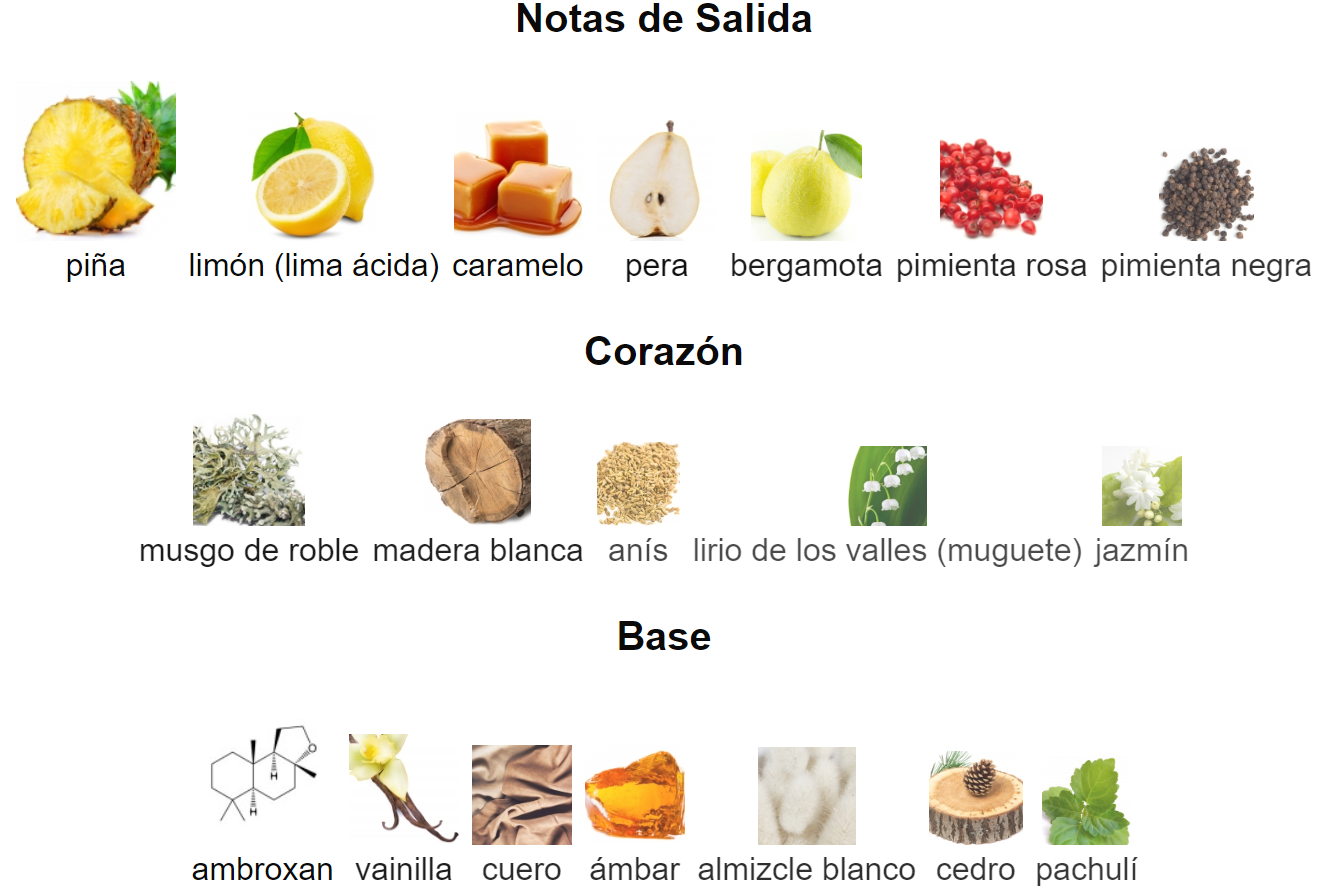 Notas de Salida
piña limón (lima ácida) caramelo pera bergamota pimienta rosa pimienta negra
Corazón
musgo de roble madera blanca anís lirio de los valles (muguete) jazmín
Base
O
H
H
ambroxan vainilla cuero ámbar almizcle blanco cedro pachulí